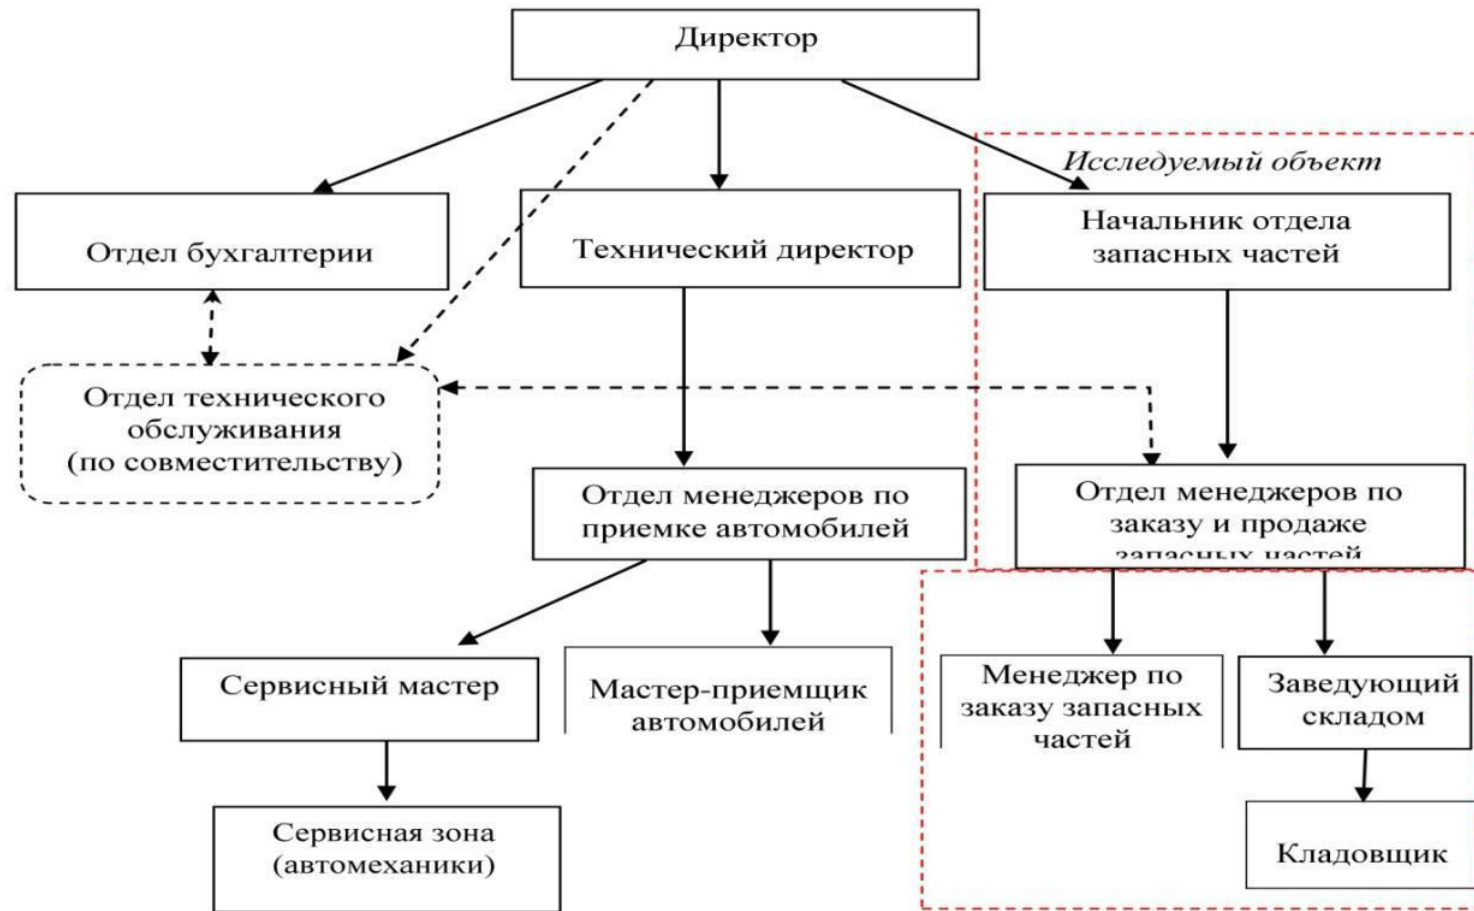 Директор
Исследуемый объект
Отдел бухгалтерии
Технический директор
Начальник отдела
запасных частей
Отдел технического
обслуживания
(по совместительству)
Отдел менеджеров по
приемке автомобилей
Отдел менеджеров по
заказу и продаже
запасных частей
Сервисный мастер
Мастер-приемщик
автомобилей
Менеджер по
заказу запасных
частей
Заведующий
складом
Сервисная зона
(автомеханики)
Кладовщик